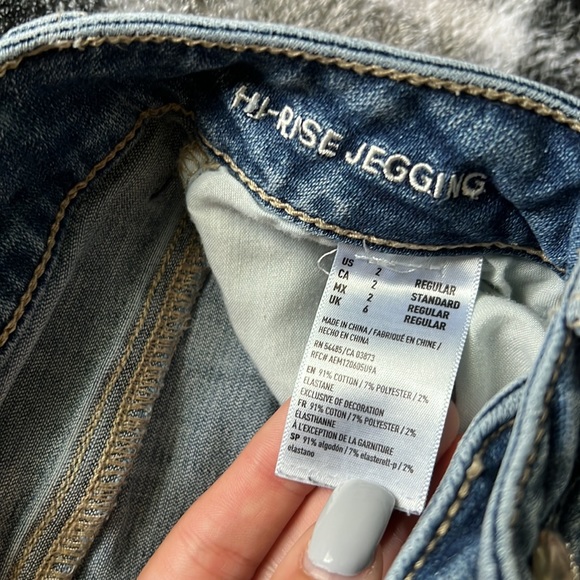 HI-RISE JEGGING
US 2 REGULAR
CA 2 STANDARD
MX 2 REGULAR
UK 6 REGULAR
MADE IN CHINA / FABRIQUÉ EN CHINE /
HECHO EN CHINA
RN 54485/CA 03873
RFC# AEM120605U9A
EN 91% COTTON / 7% POLYESTER / 2%
ELASTANE
EXCLUSIVE OF DECORATION
FR 91% COTON / 7% POLYESTER / 2%
ÉLASTHANNE
À L'EXCEPTION DE LA GARNITURE
SP 91% algodón / 7% elasterell-p / 2%
elastano